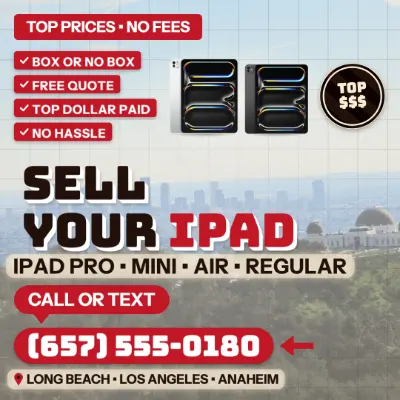 TOP PRICES ▪ NO FEES
✓ BOX OR NO BOX
✓ FREE QUOTE
✓ TOP DOLLAR PAID
✓ NO HASSLE
TOP
$$$
SELL
YOUR IPAD
IPAD PRO ▪ MINI ▪ AIR ▪ REGULAR
CALL OR TEXT
(657) 555-0180
LONG BEACH ▪ LOS ANGELES ▪ ANAHEIM